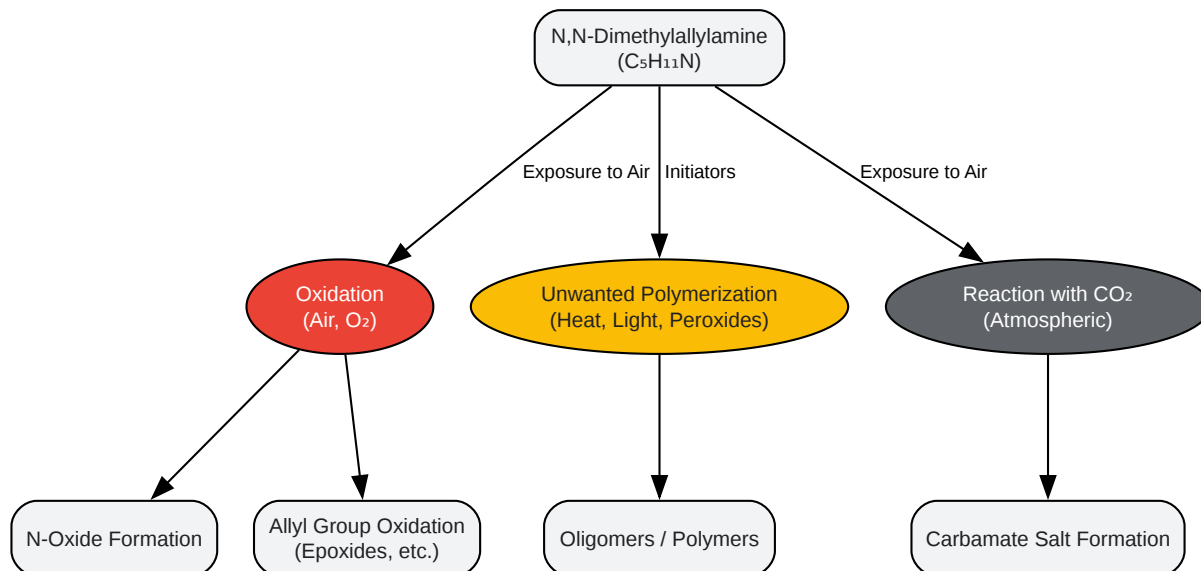 N,N-Dimethylallylamine
(C₅H₁₁N)
Exposure to Air
Initiators
Exposure to Air
Oxidation
(Air, O₂)
Unwanted Polymerization
(Heat, Light, Peroxides)
Reaction with CO₂
(Atmospheric)
N-Oxide Formation
Allyl Group Oxidation
(Epoxides, etc.)
Oligomers / Polymers
Carbamate Salt Formation